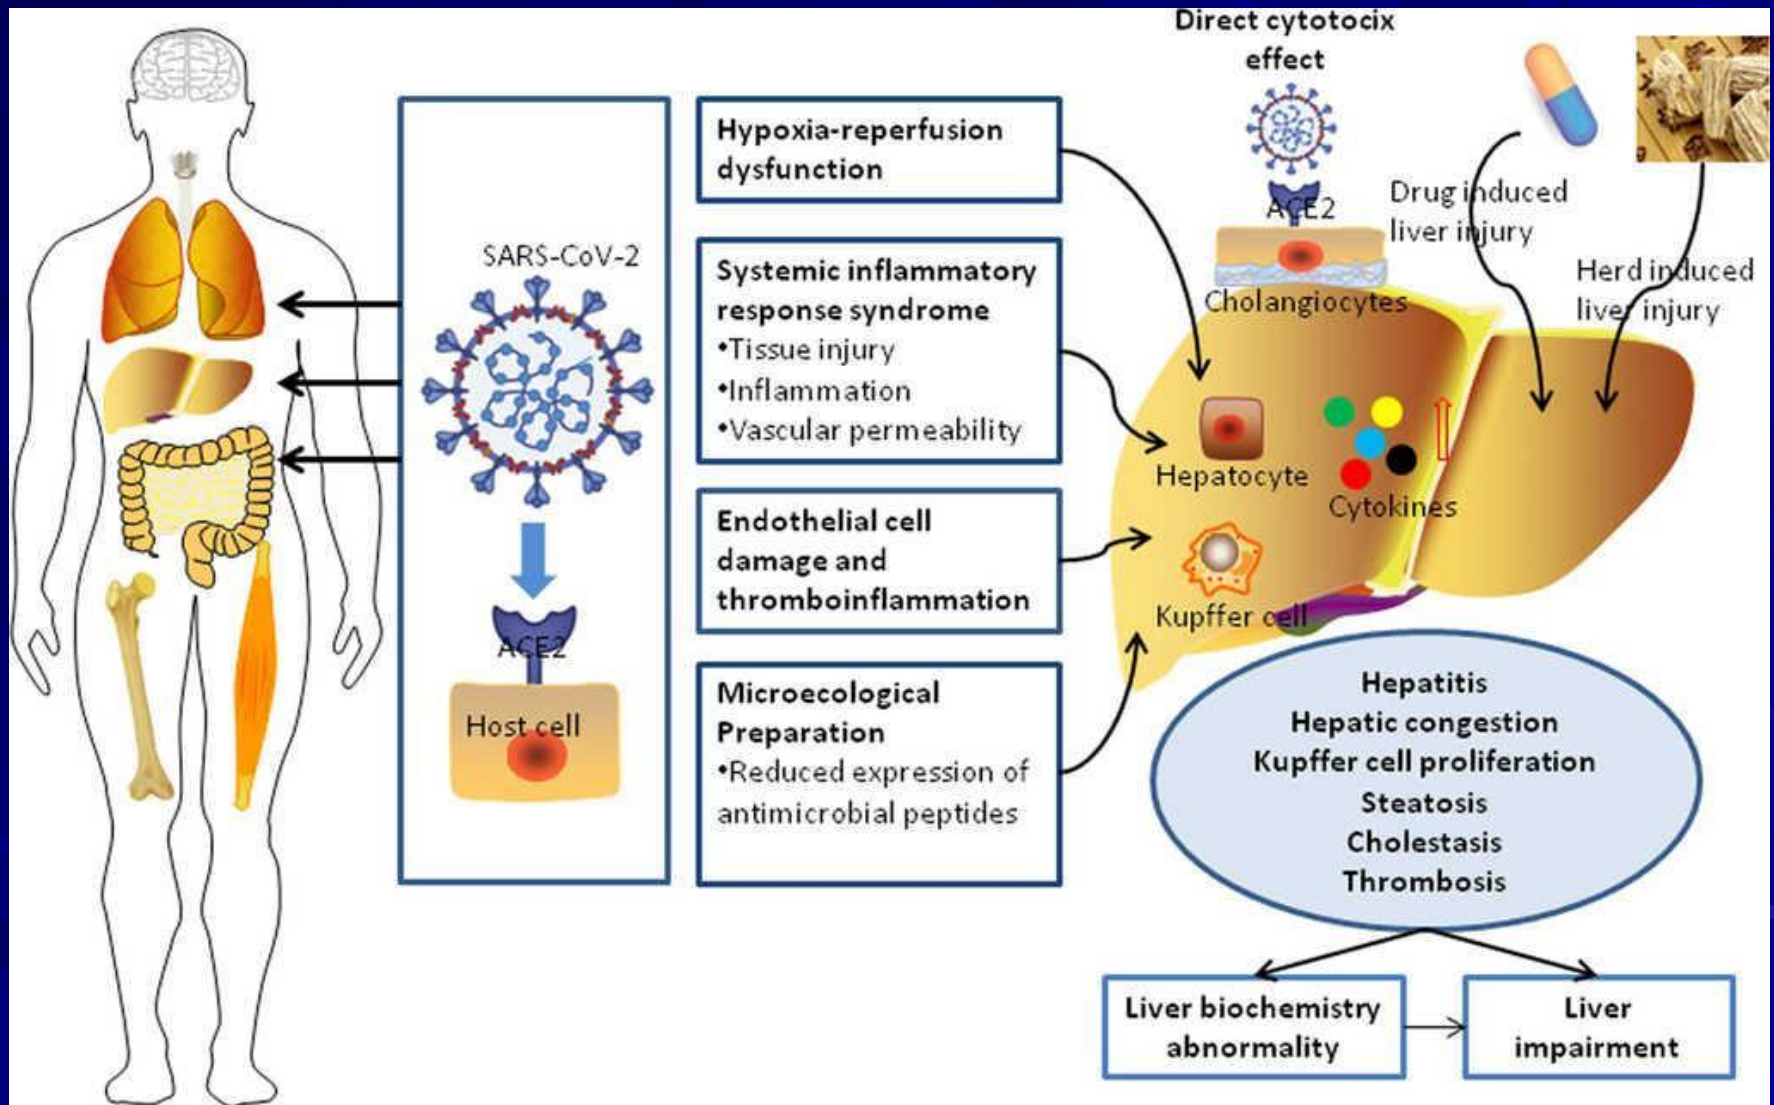 Direct cytotocix
effect
SARS-CoV-2
ACE2
Host cell
Hypoxia-reperfusion
dysfunction
Systemic inflammatory
response syndrome
•Tissue injury
•Inflammation
•Vascular permeability
Endothelial cell
damage and
thromboinflammation
Microecological
Preparation
•Reduced expression of
antimicrobial peptides
ACE2
Cholangiocytes
Drug induced
liver injury
Herd induced
liver injury
Hepatocyte
Cytokines
Kupffer cell
Hepatitis
Hepatic congestion
Kupffer cell proliferation
Steatosis
Cholestasis
Thrombosis
Liver biochemistry
abnormality
Liver
impairment